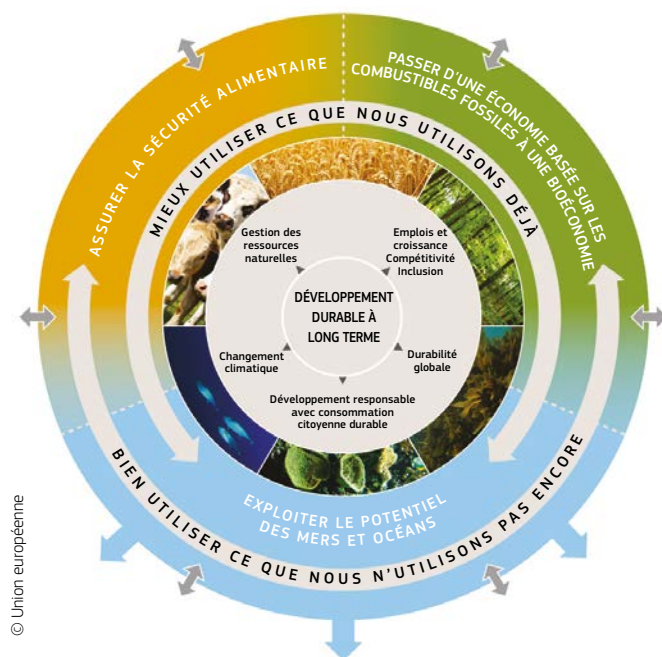 ASSURER LA SÉCURITÉ ALIMENTAIRE
PASSER D'UNE ÉCONOMIE BASÉE SUR LES
COMBUSTIBLES FOSSILES À UNE BIOÉCONOMIE
MIEUX UTILISER CE QUE NOUS UTILISONS DÉJÀ
Gestion des
ressources
naturelles
Emplois et
croissance
Compétitivité
Inclusion
DÉVELOPPEMENT
DURABLE À
LONG TERME
Changement
climatique
Durabilité
globale
Développement responsable
avec consommation
citoyenne durable
EXPLOITER LE POTENTIEL
DES MERS ET OCÉANS
BIEN UTILISER CE QUE NOUS N'UTILISONS PAS ENCORE
© Union européenne